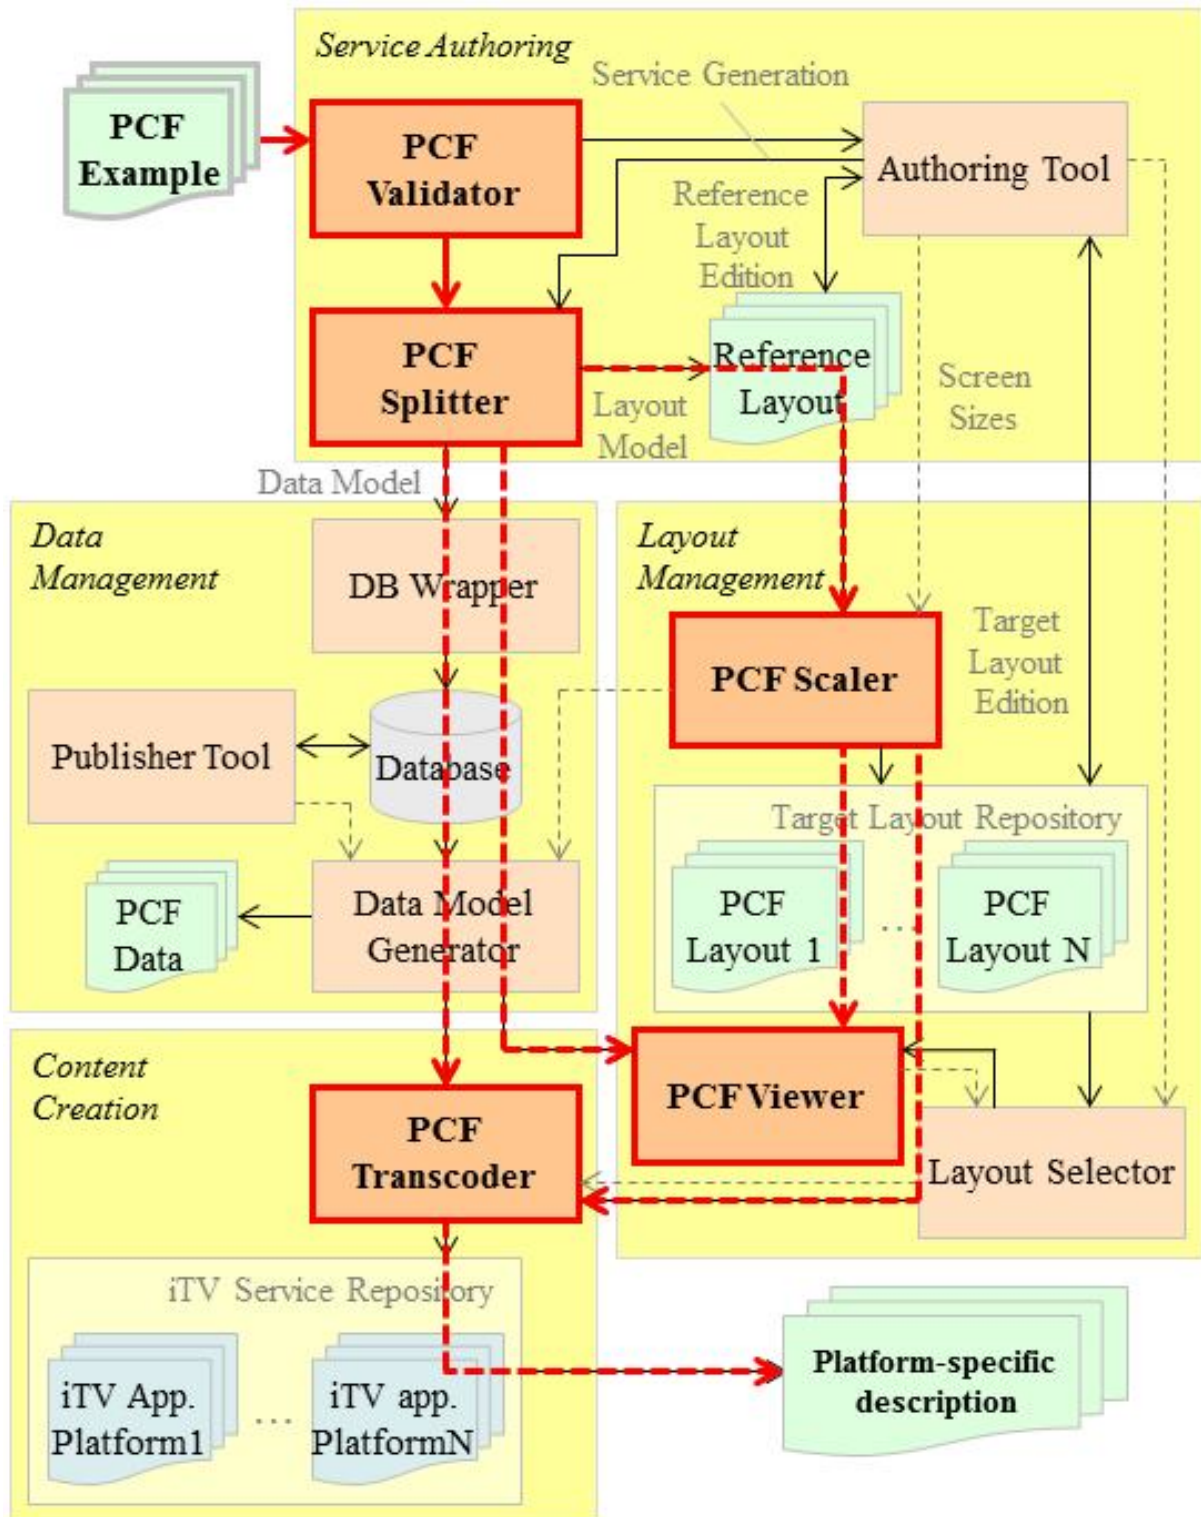 Service Authoring
Service Generation
PCF
Example
PCF
Validator
Authoring Tool
Reference
Layout
Edition
PCF
Splitter
Reference
Layout
Screen
Sizes
Layout
Model
Data Model
Data
Management
DB Wrapper
Layout
Management
PCF Scaler
Target
Layout
Edition
Publisher Tool
Database
Target Layout Repository
PCF
Data
Data Model
Generator
PCF
Layout 1
...
PCF
Layout N
Content
Creation
PCF Viewer
PCF
Transcoder
Layout Selector
iTV Service Repository
iTV App.
Platform1
...
iTV app.
PlatformN
Platform-specific
description